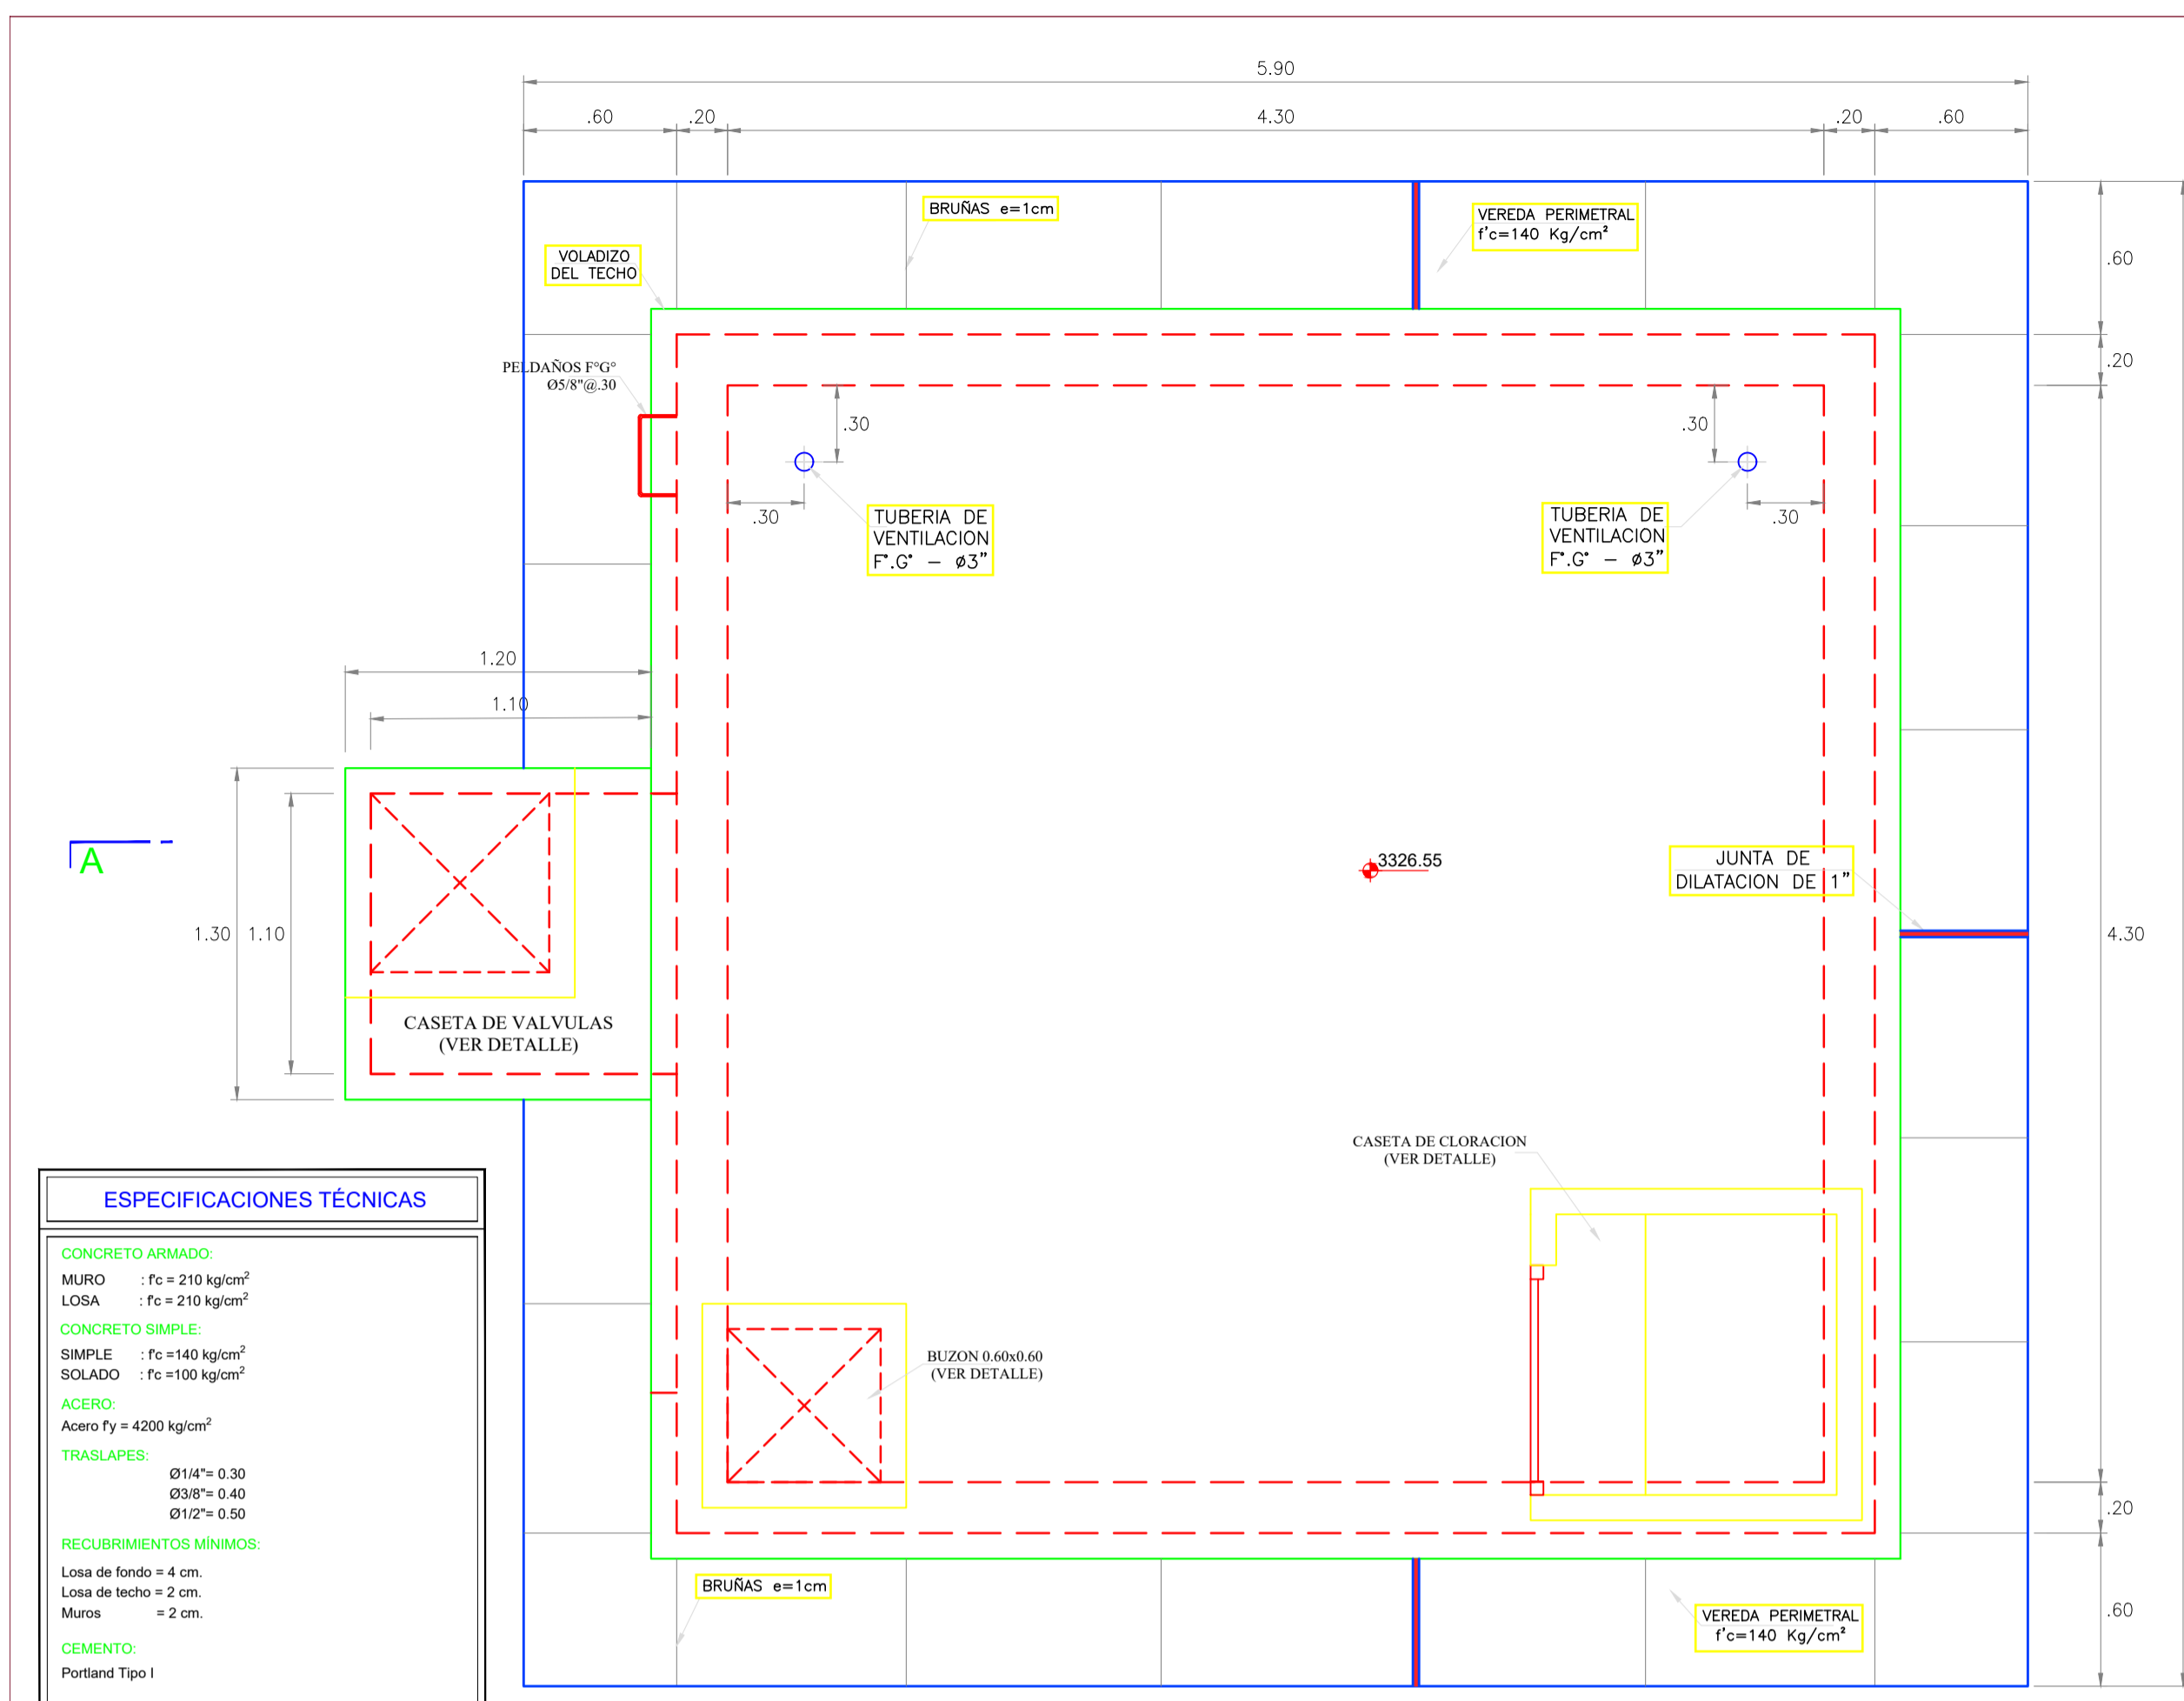 5.90
.60
.20
4.30
.20
.60
BRUÑAS e=1cm
VEREDA PERIMETRAL
f'c=140 Kg/cm²
VOLADIZO
DEL TECHO
.60
.20
PELDAÑOS F°G°
Ø5/8"@.30
.30
.30
.30
.30
TUBERIA DE
VENTILACION
F°.G° – ø3"
TUBERIA DE
VENTILACION
F°.G° – ø3"
1.20
1.10
A
3326.55
JUNTA DE
DILATACION DE 1"
1.30
1.10
4.30
CASETA DE VALVULAS
(VER DETALLE)
CASETA DE CLORACION
(VER DETALLE)
BUZON 0.60x0.60
(VER DETALLE)
.20
BRUÑAS e=1cm
VEREDA PERIMETRAL
f'c=140 Kg/cm²
.60
ESPECIFICACIONES TÉCNICAS
CONCRETO ARMADO:
MURO : f'c = 210 kg/cm²
LOSA : f'c = 210 kg/cm²
CONCRETO SIMPLE:
SIMPLE : f'c =140 kg/cm²
SOLADO : f'c =100 kg/cm²
ACERO:
Acero f'y = 4200 kg/cm²
TRASLAPES:
Ø1/4"= 0.30
Ø3/8"= 0.40
Ø1/2"= 0.50
RECUBRIMIENTOS MÍNIMOS:
Losa de fondo = 4 cm.
Losa de techo = 2 cm.
Muros = 2 cm.
CEMENTO:
Portland Tipo I